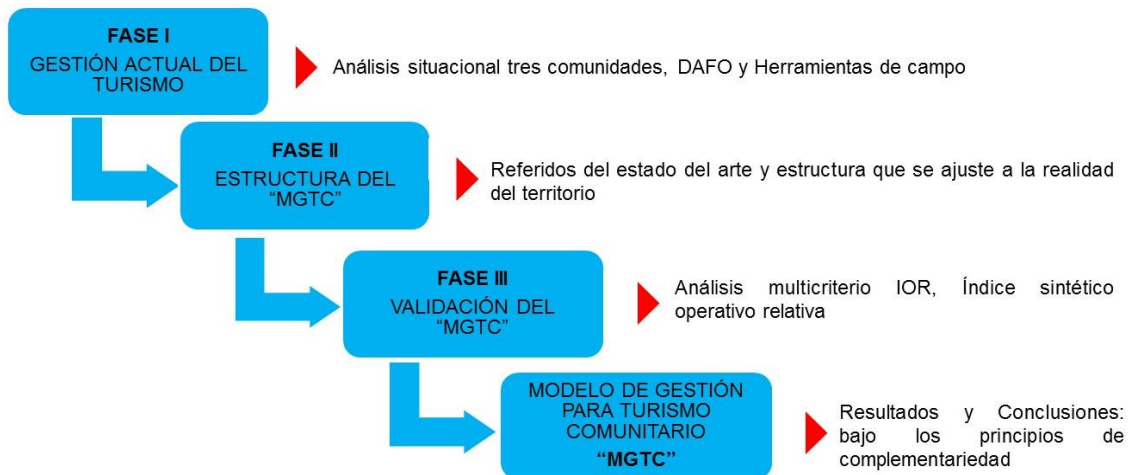 FASE I
GESTIÓN ACTUAL DEL
TURISMO
Análisis situacional tres comunidades, DAFO y Herramientas de campo
FASE II
ESTRUCTURA DEL
“MGTC”
Referidos del estado del arte y estructura que se ajuste a la realidad
del territorio
FASE III
VALIDACIÓN DEL
“MGTC”
Análisis multicriterio IOR, Índice sintético
operativo relativa
MODELO DE GESTIÓN
PARA TURISMO
COMUNITARIO
“MGTC”
Resultados y Conclusiones:
bajo los principios de
complementariedad